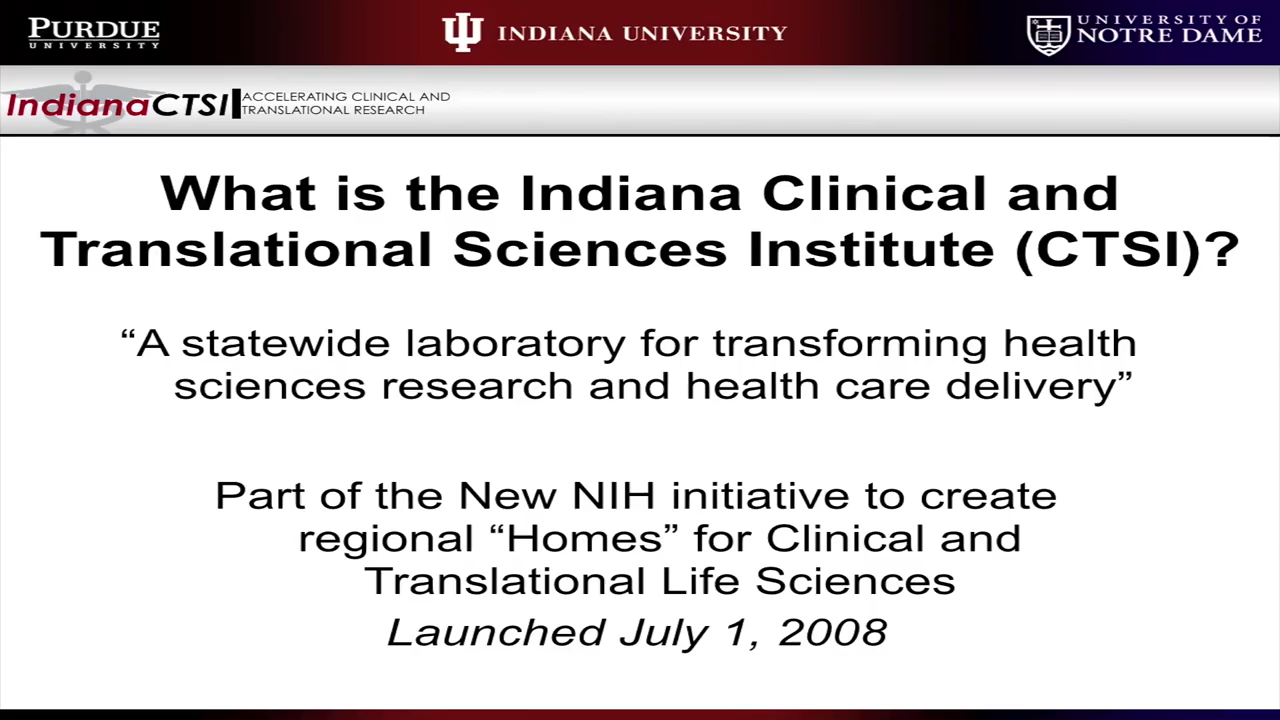 PURDUE
UNIVERSITY
INDIANA UNIVERSITY
UNIVERSITY OF
NOTRE DAME
IndianaCTSI
ACCELERATING CLINICAL AND
TRANSLATIONAL RESEARCH
What is the Indiana Clinical and
Translational Sciences Institute (CTSI)?
“A statewide laboratory for transforming health
sciences research and health care delivery”
Part of the New NIH initiative to create
regional “Homes” for Clinical and
Translational Life Sciences
Launched July 1, 2008